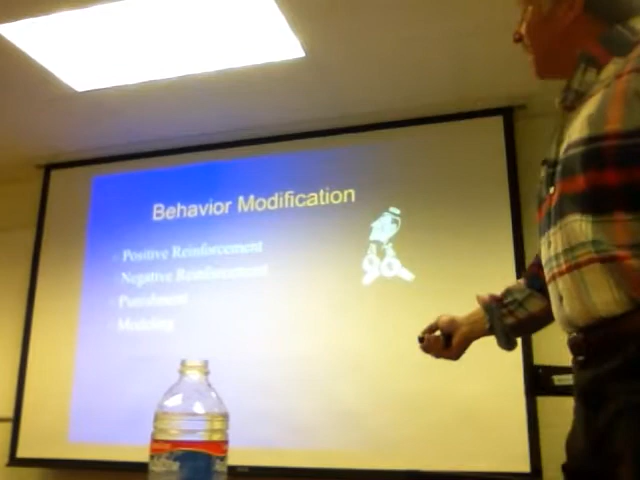 Behavior Modification
Positive Reinforcement
Negative Reinforcement
Punishment
Modeling